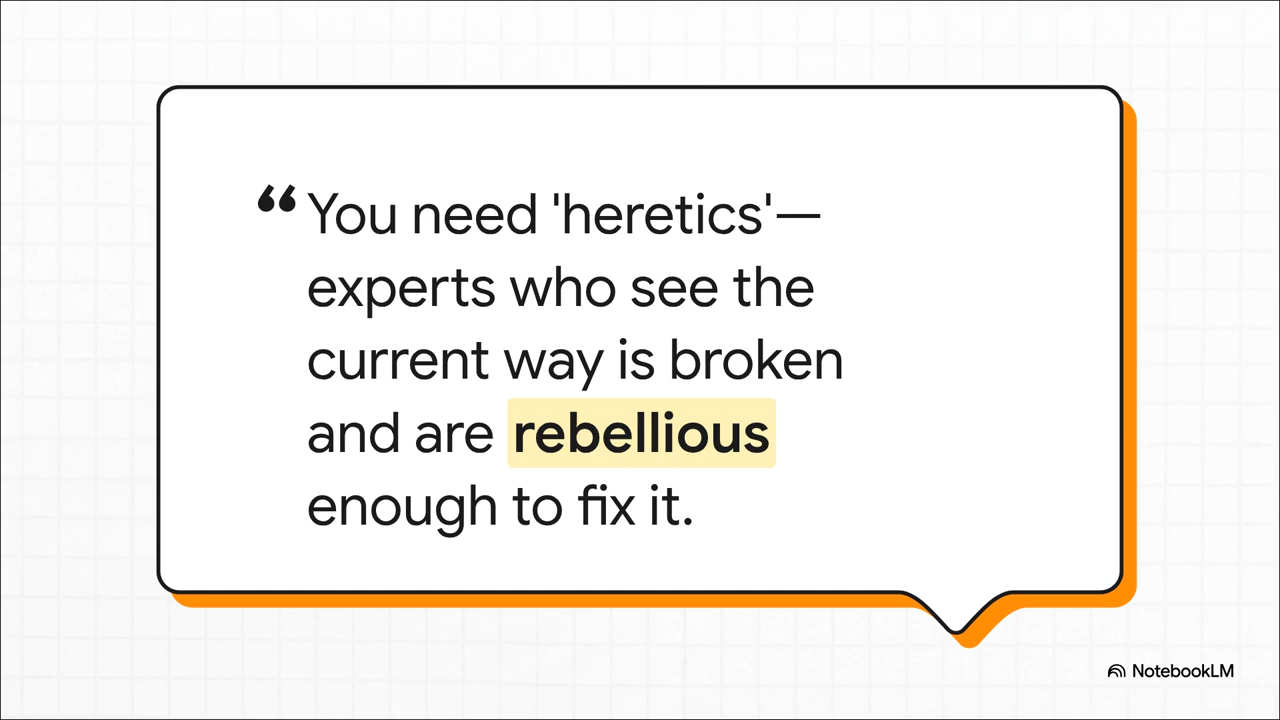 “You need 'heretics'—
experts who see the
current way is broken
and are rebellious
enough to fix it.
NotebookLM